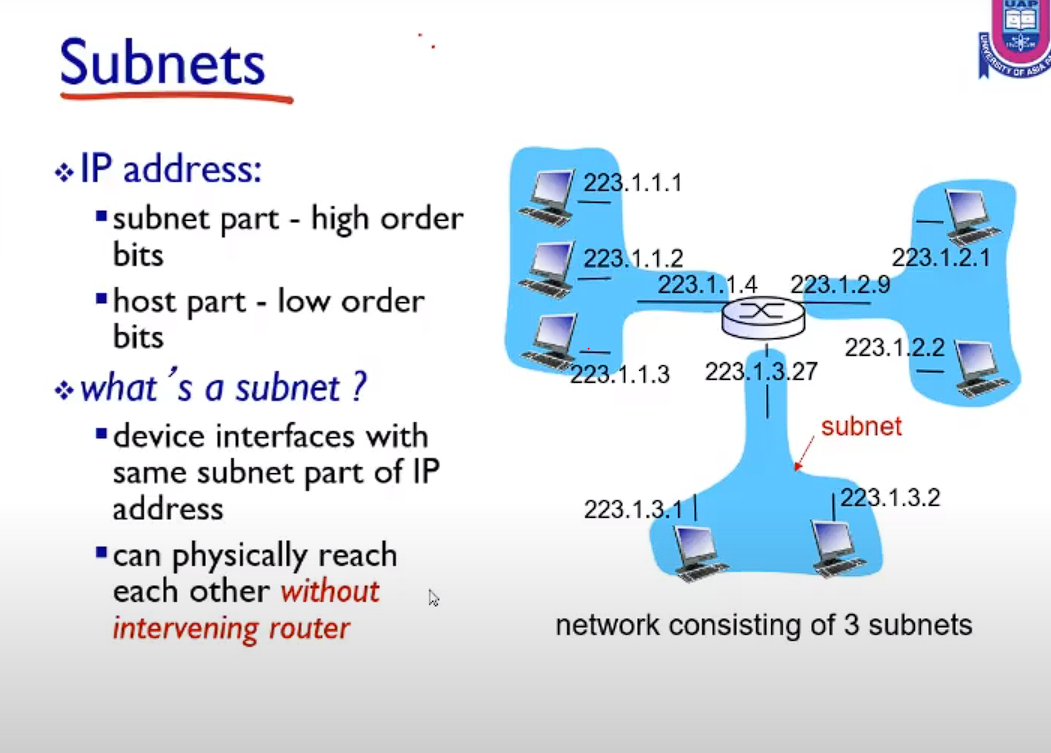 Subnets
UAP
❖ IP address:
▪ subnet part - high order
bits
▪ host part - low order
bits
❖ what's a subnet ?
▪ device interfaces with
same subnet part of IP
address
▪ can physically reach
each other without
intervening router
223.1.1.1
223.1.1.2
223.1.1.3
223.1.1.4
223.1.2.9
223.1.2.1
223.1.2.2
223.1.3.27
subnet
223.1.3.1
223.1.3.2
network consisting of 3 subnets